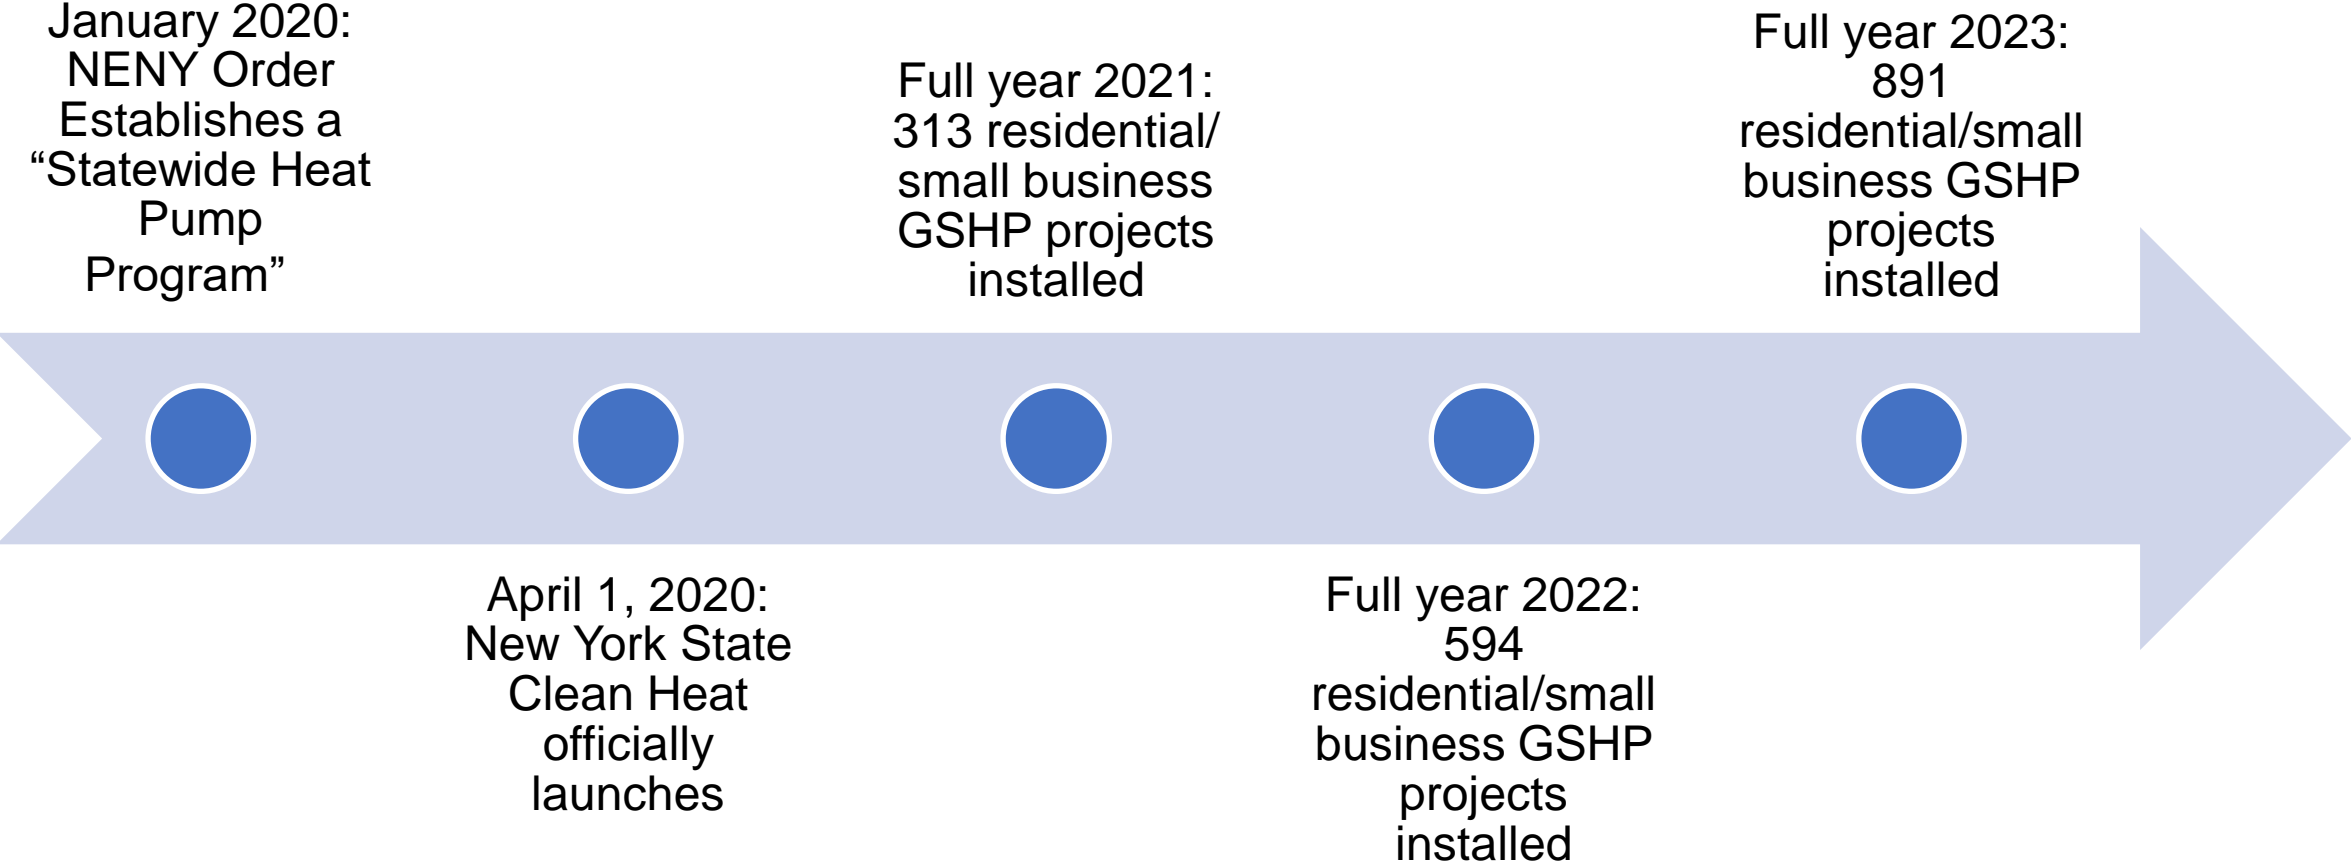 January 2020:
NENY Order
Establishes a
“Statewide Heat
Pump
Program”
April 1, 2020:
New York State
Clean Heat
officially
launches
Full year 2021:
313 residential/
small business
GSHP projects
installed
Full year 2022:
594
residential/small
business GSHP
projects
installed
Full year 2023:
891
residential/small
business GSHP
projects
installed